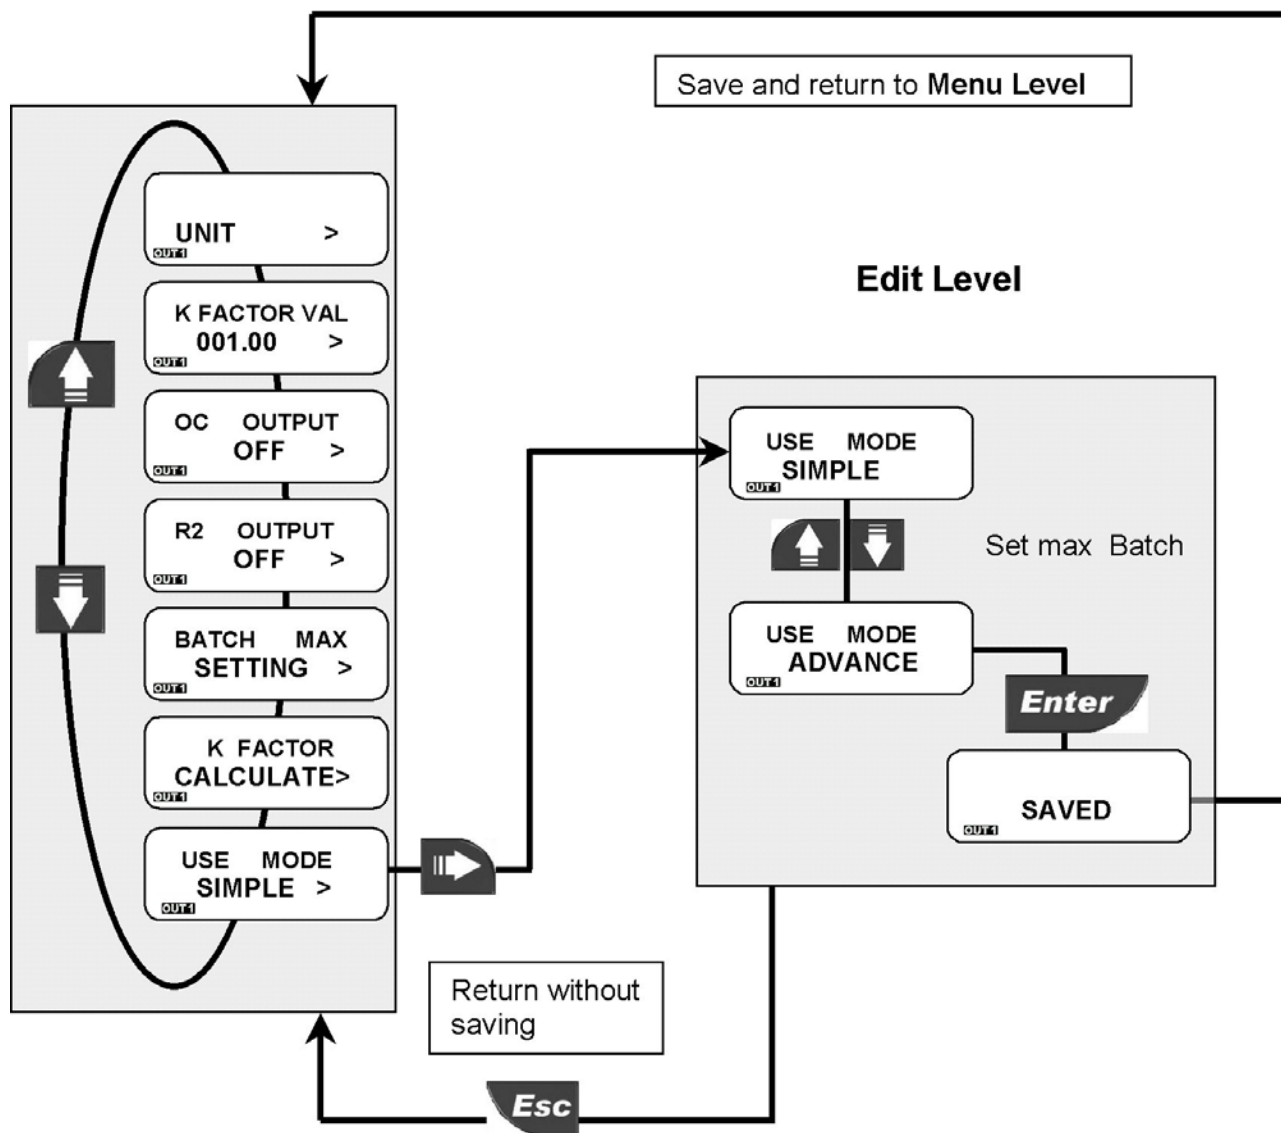 Save and return to Menu Level
UNIT >
OUT1
K FACTOR VAL
001.00 >
OUT1
OC OUTPUT
OFF >
OUT1
R2 OUTPUT
OFF >
OUT1
BATCH MAX
SETTING >
OUT1
K FACTOR
CALCULATE>
OUT1
USE MODE
SIMPLE >
OUT1
Edit Level
USE MODE
SIMPLE
OUT1
Set max Batch
USE MODE
ADVANCE
OUT1
Enter
SAVED
OUT1
Return without
saving
Esc